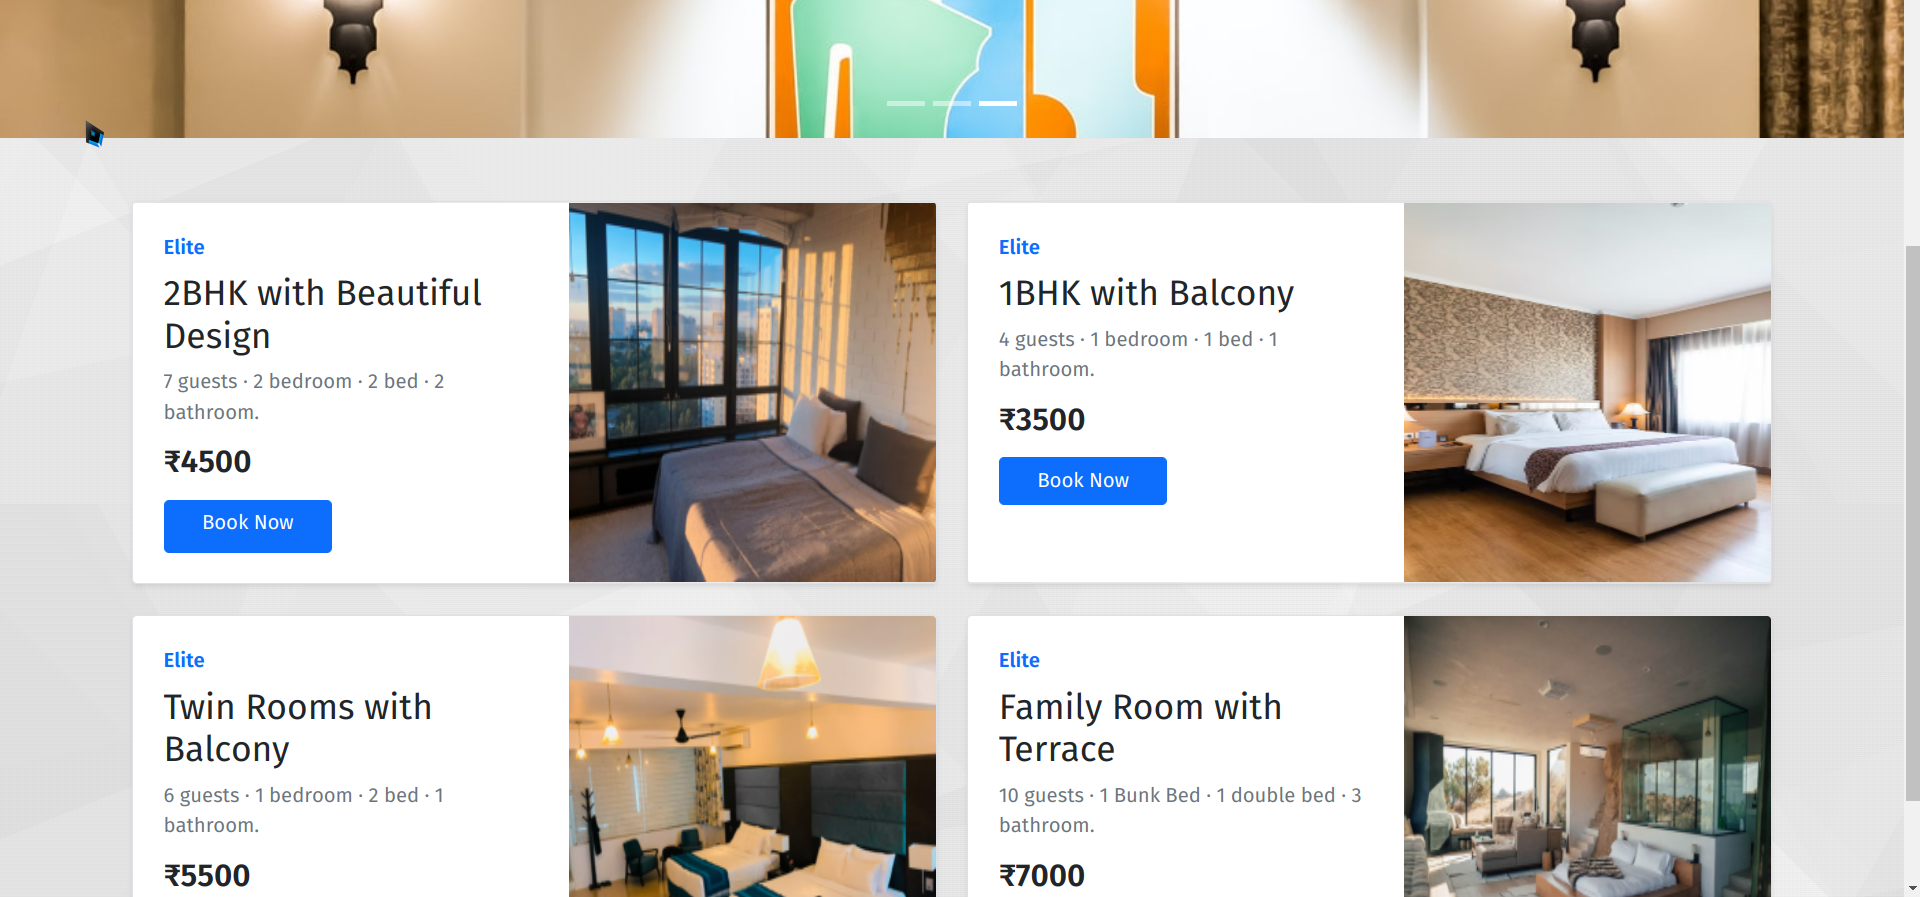 Elite
2BHK with Beautiful
Design
7 guests · 2 bedroom · 2 bed · 2
bathroom.
₹4500
Book Now
Elite
1BHK with Balcony
4 guests · 1 bedroom · 1 bed · 1
bathroom.
₹3500
Book Now
Elite
Twin Rooms with
Balcony
6 guests · 1 bedroom · 2 bed · 1
bathroom.
₹5500
Elite
Family Room with
Terrace
10 guests · 1 Bunk Bed · 1 double bed · 3
bathroom.
₹7000